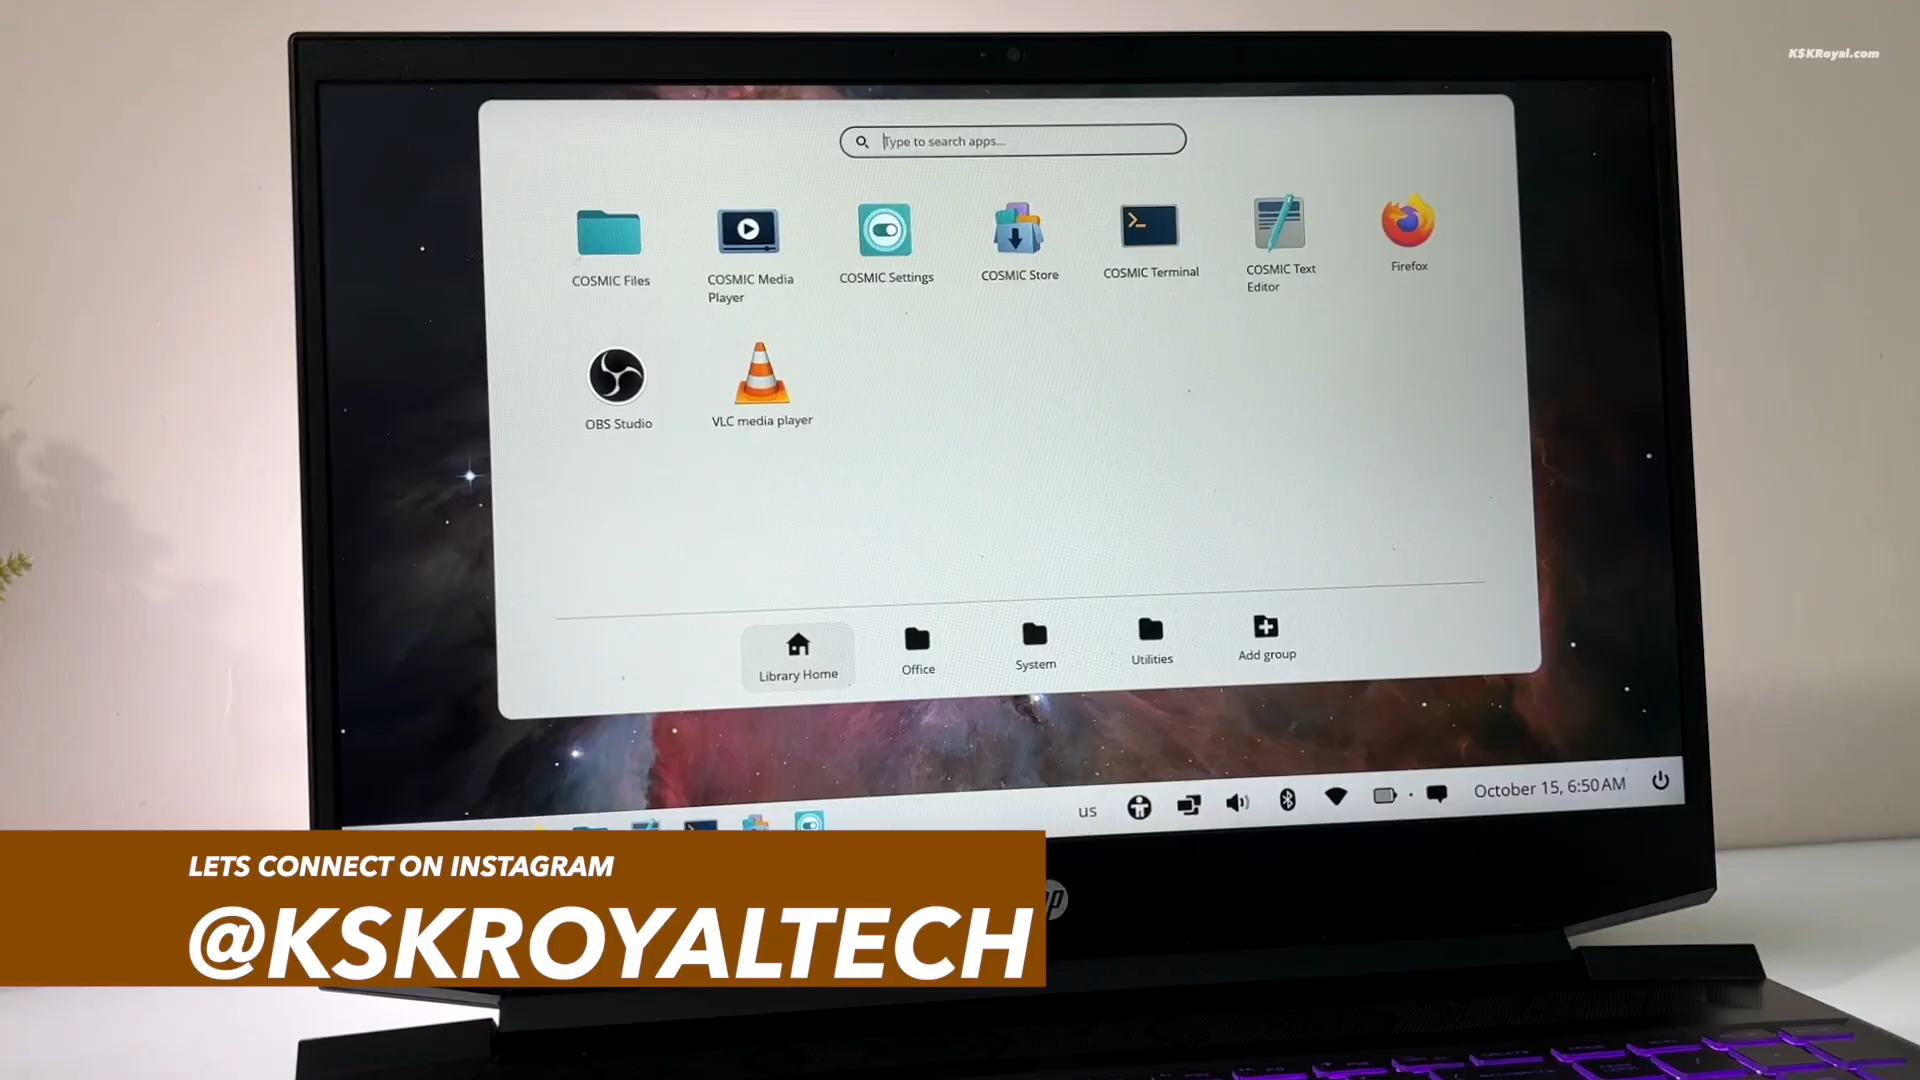 KSKRoyal.com
Type to search apps...
COSMIC Files
COSMIC Media
Player
COSMIC Settings
COSMIC Store
COSMIC Terminal
COSMIC Text
Editor
Firefox
OBS Studio
VLC media player
Library Home
Office
System
Utilities
Add group
us
October 15, 6:50 AM
LETS CONNECT ON INSTAGRAM
@KSKROYALTECH